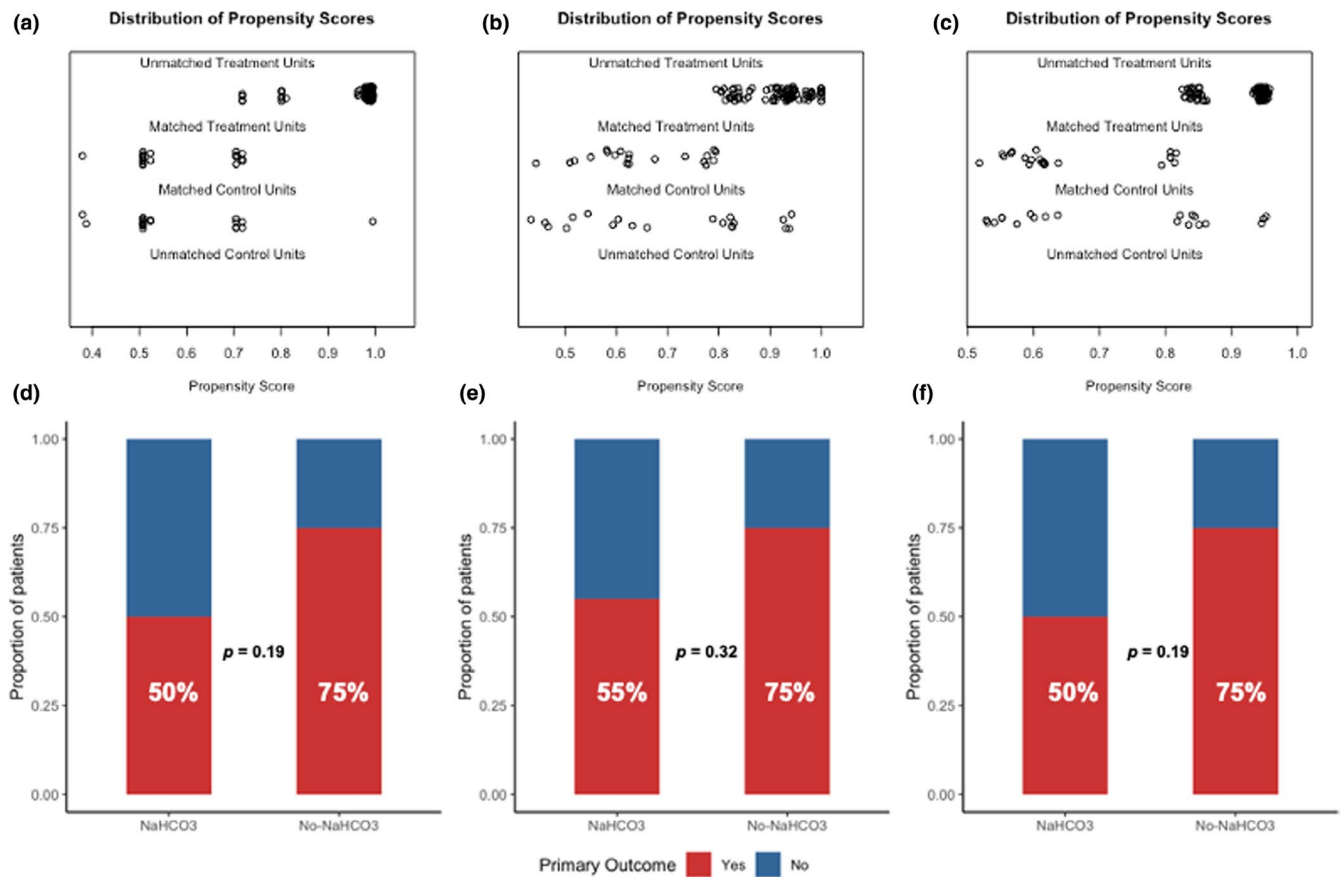 (a)
Distribution of Propensity Scores
Unmatched Treatment Units
Matched Treatment Units
Matched Control Units
Unmatched Control Units
0.4 0.5 0.6 0.7 0.8 0.9 1.0
Propensity Score
(b)
Distribution of Propensity Scores
Unmatched Treatment Units
Matched Treatment Units
Matched Control Units
Unmatched Control Units
0.5 0.6 0.7 0.8 0.9 1.0
Propensity Score
(c)
Distribution of Propensity Scores
Unmatched Treatment Units
Matched Treatment Units
Matched Control Units
Unmatched Control Units
0.5 0.6 0.7 0.8 0.9 1.0
Propensity Score
(d)
Proportion of patients
1.00
0.75
0.50
0.25
0.00
p = 0.19
50% 75%
NaHCO3 No-NaHCO3
(e)
Proportion of patients
1.00
0.75
0.50
0.25
0.00
p = 0.32
55% 75%
NaHCO3 No-NaHCO3
(f)
Proportion of patients
1.00
0.75
0.50
0.25
0.00
p = 0.19
50% 75%
NaHCO3 No-NaHCO3
Primary Outcome Yes No